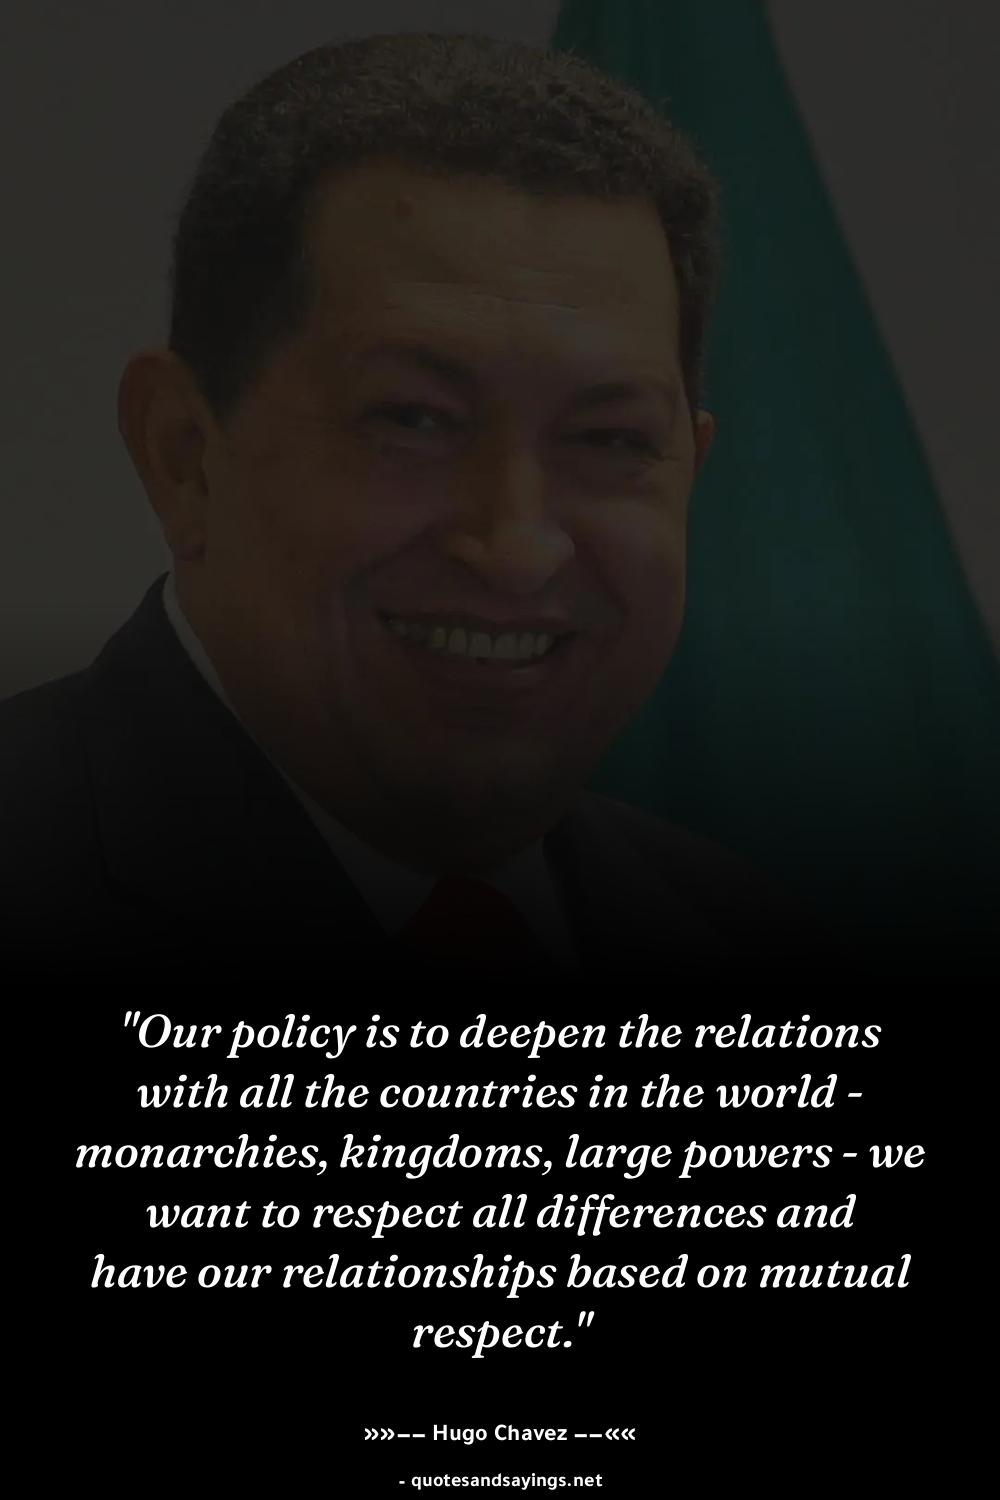 "Our policy is to deepen the relations
with all the countries in the world -
monarchies, kingdoms, large powers - we
want to respect all differences and
have our relationships based on mutual
respect."
»»–– Hugo Chavez ––««
- quotesandsayings.net